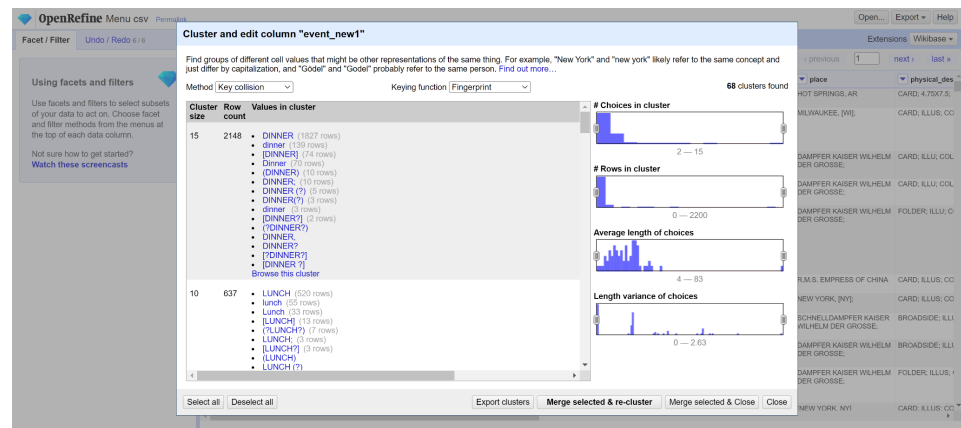 OpenRefine Menu csv Permalink
Open... Export Help
Facet / Filter Undo / Redo 6 / 6
Extensions Wikibase
Using facets and filters
Use facets and filters to select subsets
of your data to act on. Choose facet
and filter methods from the menus at
the top of each data column.
Not sure how to get started?
Watch these screencasts
Cluster and edit column "event_new1"
Find groups of different cell values that might be other representations of the same thing. For example, "New York" and "new york" likely refer to the same concept and
just differ by capitalization, and "Gödel" and "Godel" probably refer to the same person. Find out more…
Method Key collision Keying function Fingerprint 68 clusters found
Cluster size Row count Values in cluster
15 2148
• DINNER (1827 rows)
• dinner (139 rows)
• [DINNER] (74 rows)
• Dinner (70 rows)
• (DINNER) (10 rows)
• DINNER; (10 rows)
• DINNER (?) (5 rows)
• DINNER(?) (3 rows)
• dinner (3 rows)
• [DINNER?] (2 rows)
• (?DINNER?)
• DINNER,
• DINNER?
• [?DINNER?]
• [DINNER ?]
Browse this cluster
10 637
• LUNCH (520 rows)
• lunch (55 rows)
• Lunch (33 rows)
• [LUNCH] (13 rows)
• (?LUNCH?) (7 rows)
• LUNCH; (3 rows)
• [LUNCH?] (3 rows)
• (LUNCH)
• LUNCH (?)
# Choices in cluster
2 — 15
# Rows in cluster
0 — 2200
Average length of choices
4 — 83
Length variance of choices
0 — 2.63
Select all Deselect all Export clusters Merge selected & re-cluster Merge selected & Close Close
‹ previous 1 next › last »
place physical_des
HOT SPRINGS, AR CARD; 4.75X7.5;
MILWAUKEE, [WI]; CARD; ILLUS; CO
DAMPFER KAISER WILHELM CARD; ILLU; COL
DER GROSSE;
DAMPFER KAISER WILHELM CARD; ILLU; COL
DER GROSSE;
DAMPFER KAISER WILHELM FOLDER; ILLU; C
DER GROSSE;
R.M.S. EMPRESS OF CHINA CARD; ILLUS; CO
NEW YORK, [NY]; CARD; ILLUS; CO
SCHNELLDAMPFER KAISER BROADSIDE; ILLU
WILHELM DER GROSSE;
DAMPFER KAISER WILHELM BROADSIDE; ILLU
DER GROSSE;
DAMPFER KAISER WILHELM FOLDER; ILLUS;
DER GROSSE;
NEW YORK, NY] CARD; ILLUS; CO